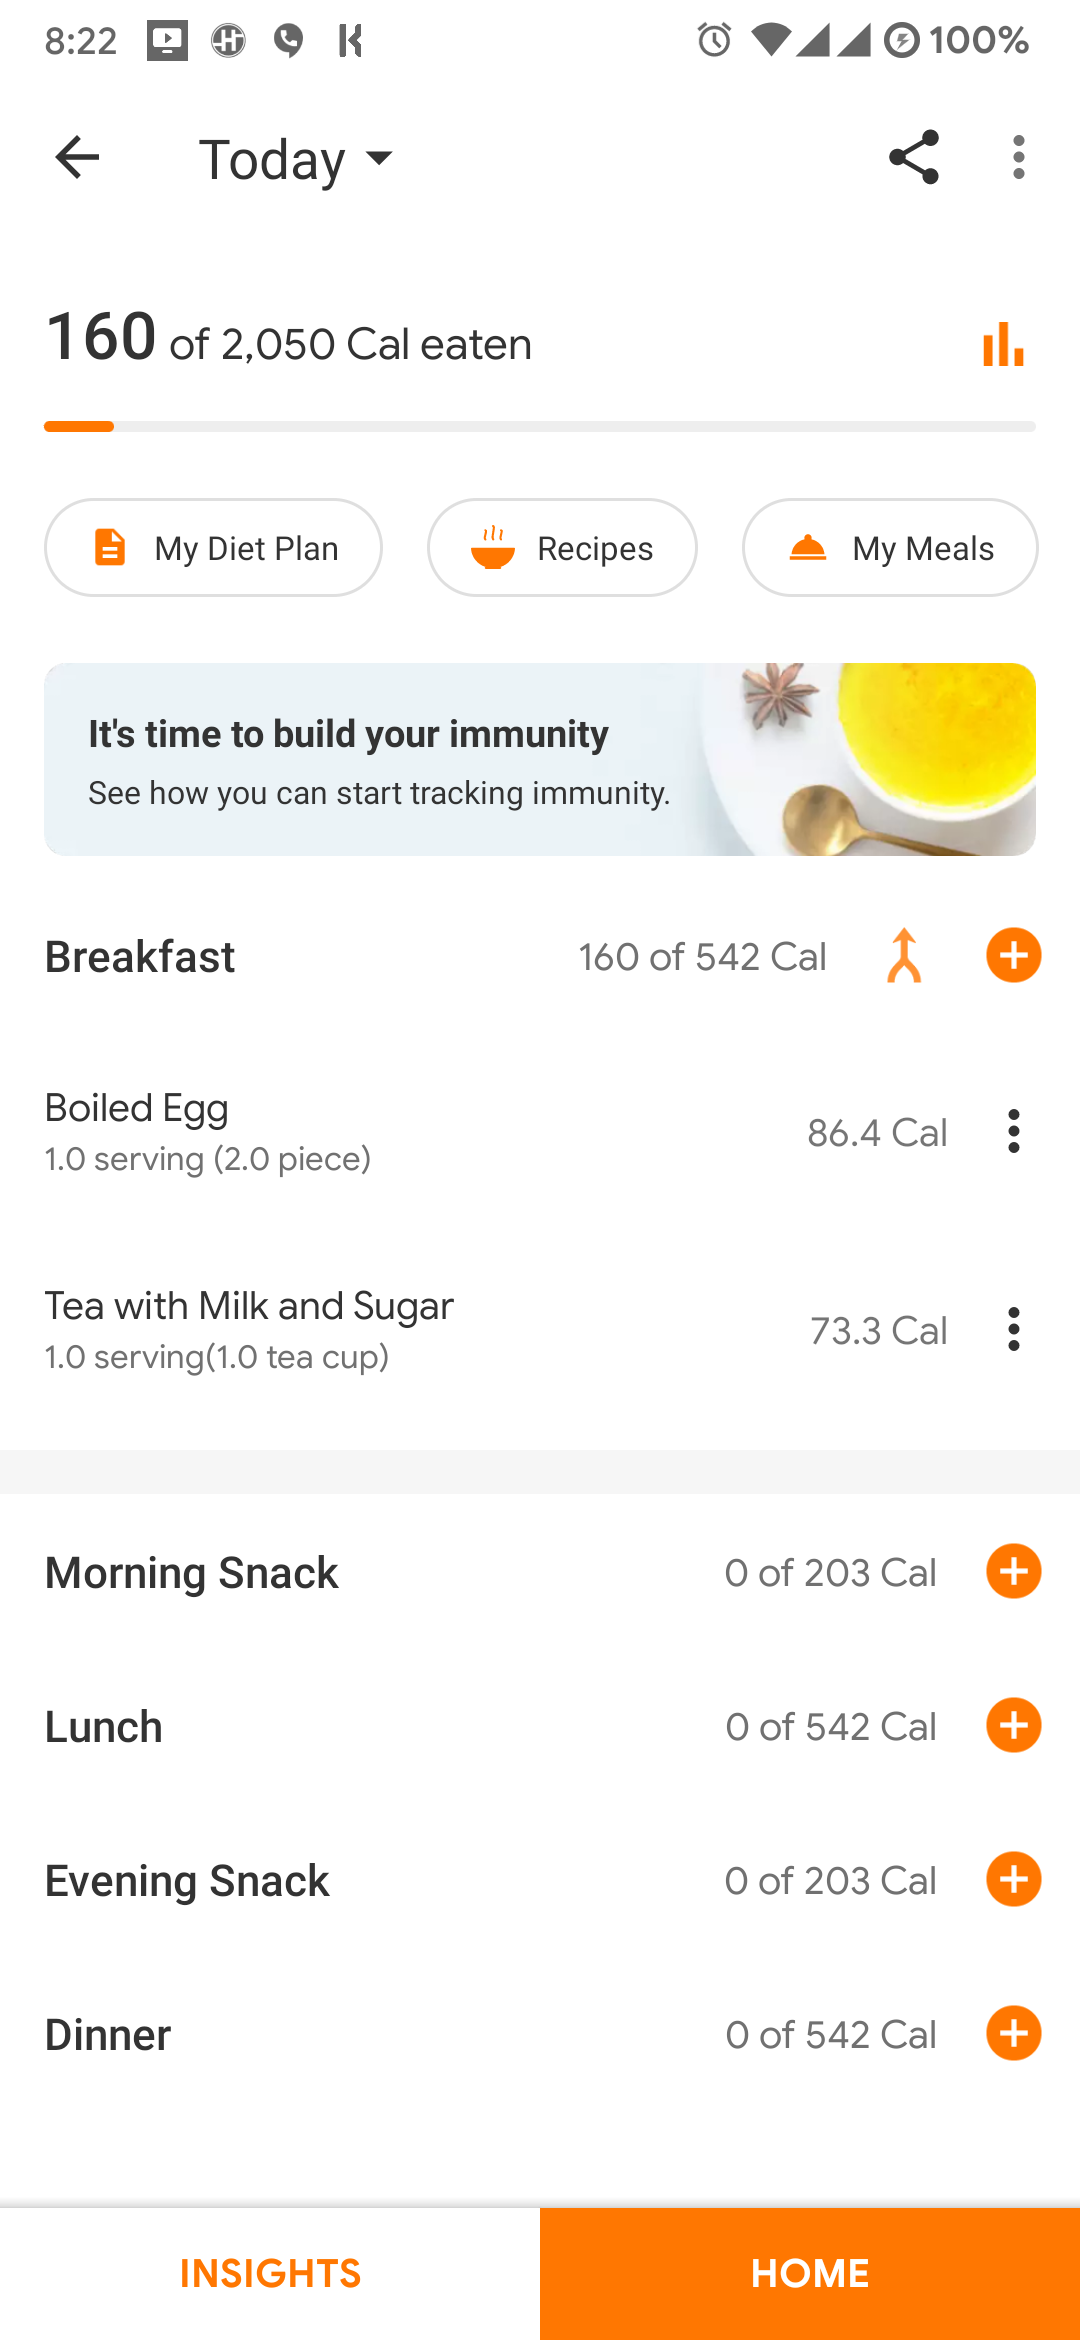 8:22 100%
Today
160 of 2,050 Cal eaten
My Diet Plan Recipes My Meals
It's time to build your immunity
See how you can start tracking immunity.
Breakfast 160 of 542 Cal
Boiled Egg
1.0 serving (2.0 piece) 86.4 Cal
Tea with Milk and Sugar
1.0 serving(1.0 tea cup) 73.3 Cal
Morning Snack 0 of 203 Cal
Lunch 0 of 542 Cal
Evening Snack 0 of 203 Cal
Dinner 0 of 542 Cal
INSIGHTS HOME